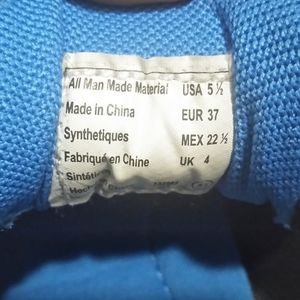 All Man Made Material USA 5 ½
Made in China EUR 37
Synthetiques MEX 22 ½
Fabriqué en Chine UK 4